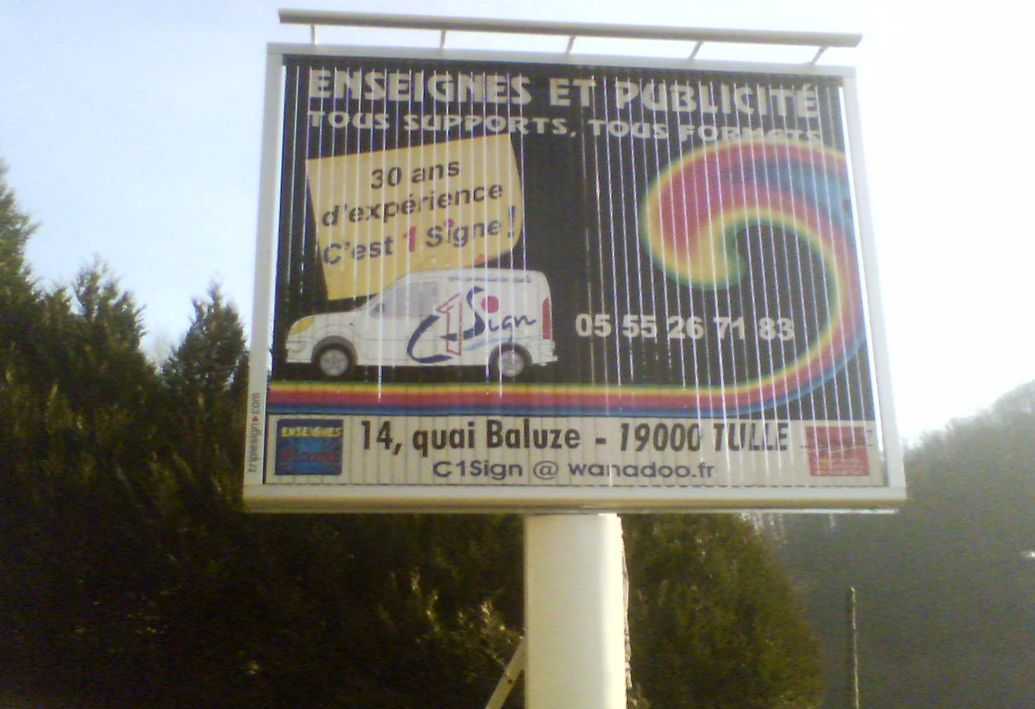 ENSEIGNES ET PUBLICITÉ
TOUS SUPPORTS, TOUS FORMATS
30 ans
d'expérience
C'est 1 Signe!
C1Sign
05 55 26 71 83
ENSEIGNES
14, quai Baluze - 19000 TULLE
C1Sign @ wanadoo.fr